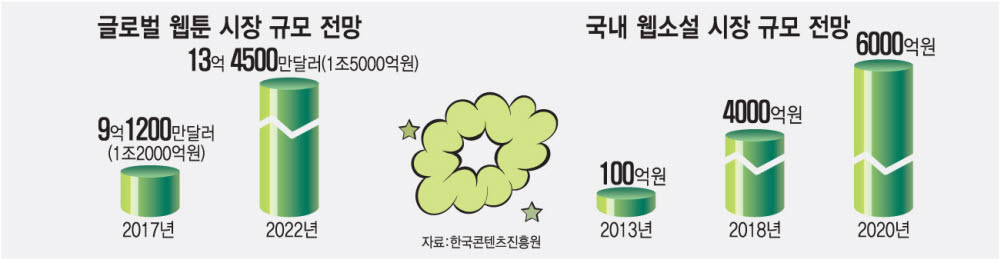 글로벌 웹툰 시장 규모 전망
13억 4500만달러(1조5000억원)
9억1200만달러
(1조2000억원)
2017년
2022년
자료:한국콘텐츠진흥원
국내 웹소설 시장 규모 전망
6000억원
4000억원
100억원
2013년
2018년
2020년